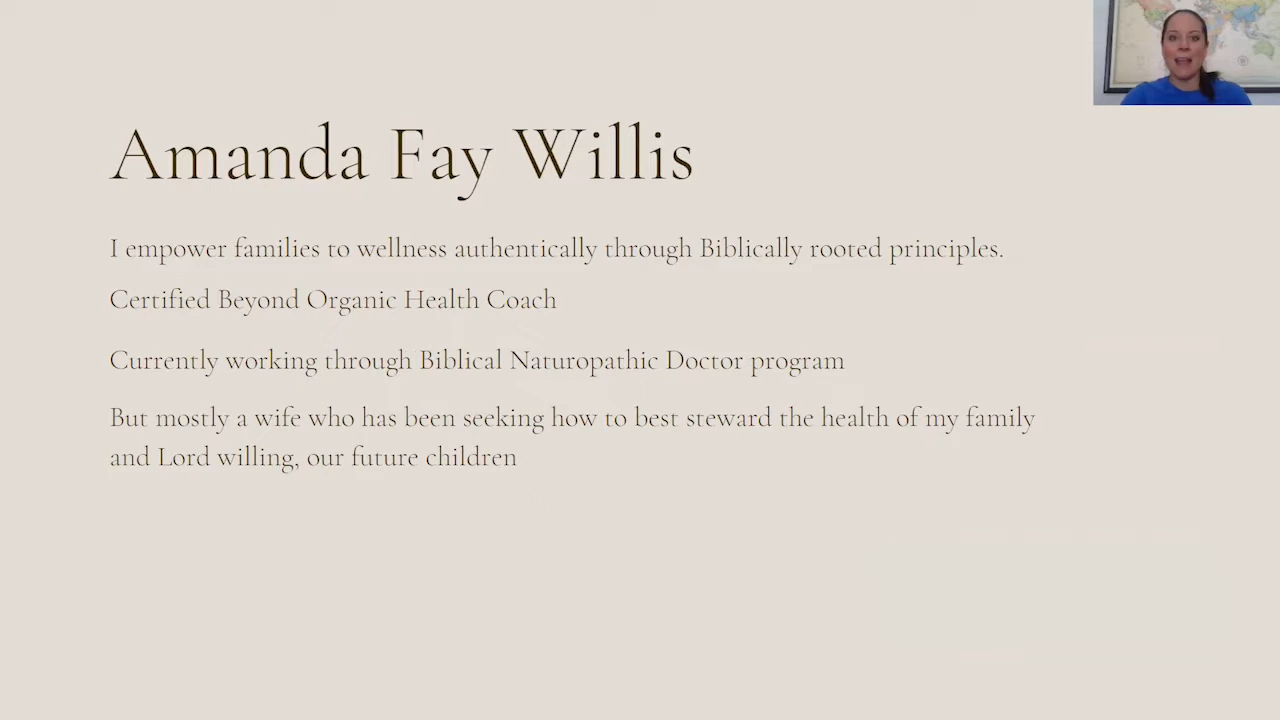 Amanda Fay Willis
I empower families to wellness authentically through Biblically rooted principles.
Certified Beyond Organic Health Coach
Currently working through Biblical Naturopathic Doctor program
But mostly a wife who has been seeking how to best steward the health of my family
and Lord willing, our future children